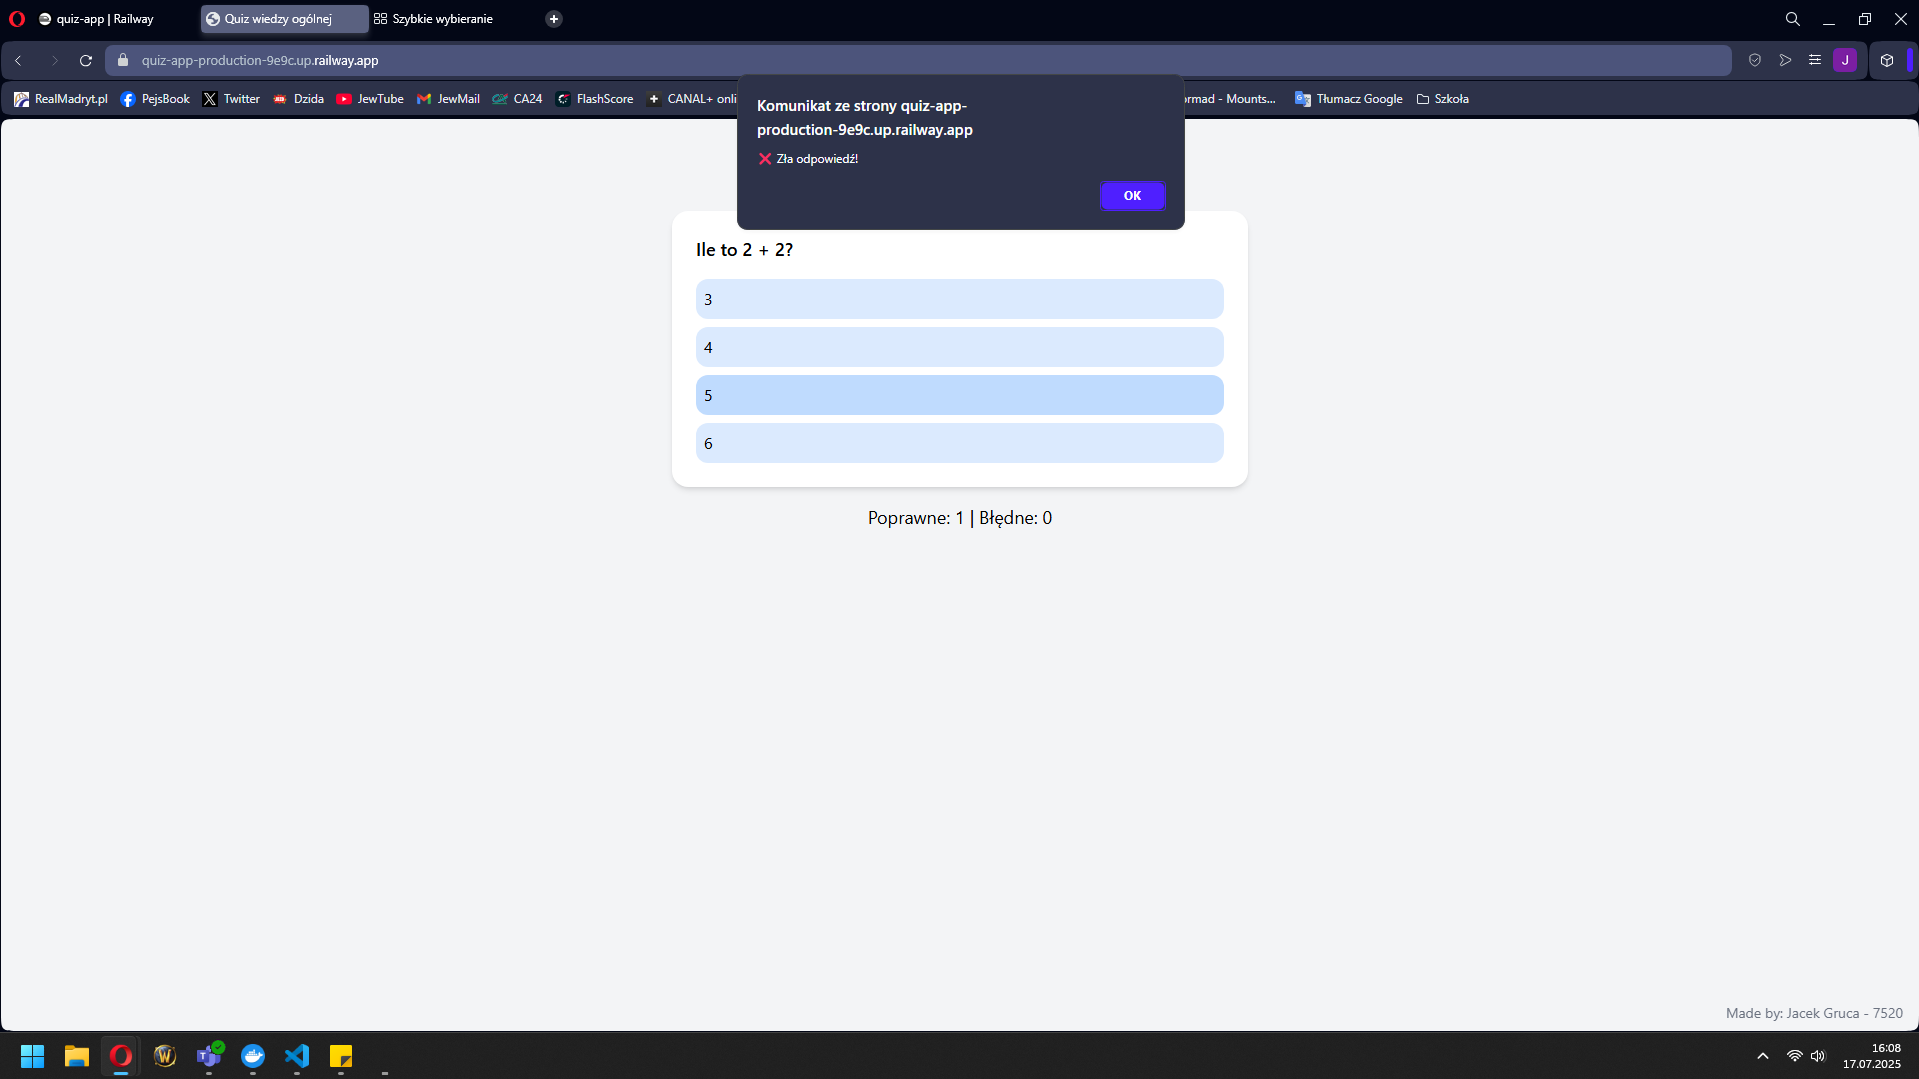 quiz-app | Railway
Quiz wiedzy ogólnej
Szybkie wybieranie
quiz-app-production-9e9c.up.railway.app
J
RealMadryt.pl
PejsBook
Twitter
Dzida
JewTube
JewMail
CA24
FlashScore
CANAL+ onli
ormad - Mounts...
Tłumacz Google
Szkoła
Komunikat ze strony quiz-app-
production-9e9c.up.railway.app
Zła odpowiedź!
OK
Ile to 2 + 2?
3
4
5
6
Poprawne: 1 | Błędne: 0
Made by: Jacek Gruca - 7520
16:08
17.07.2025